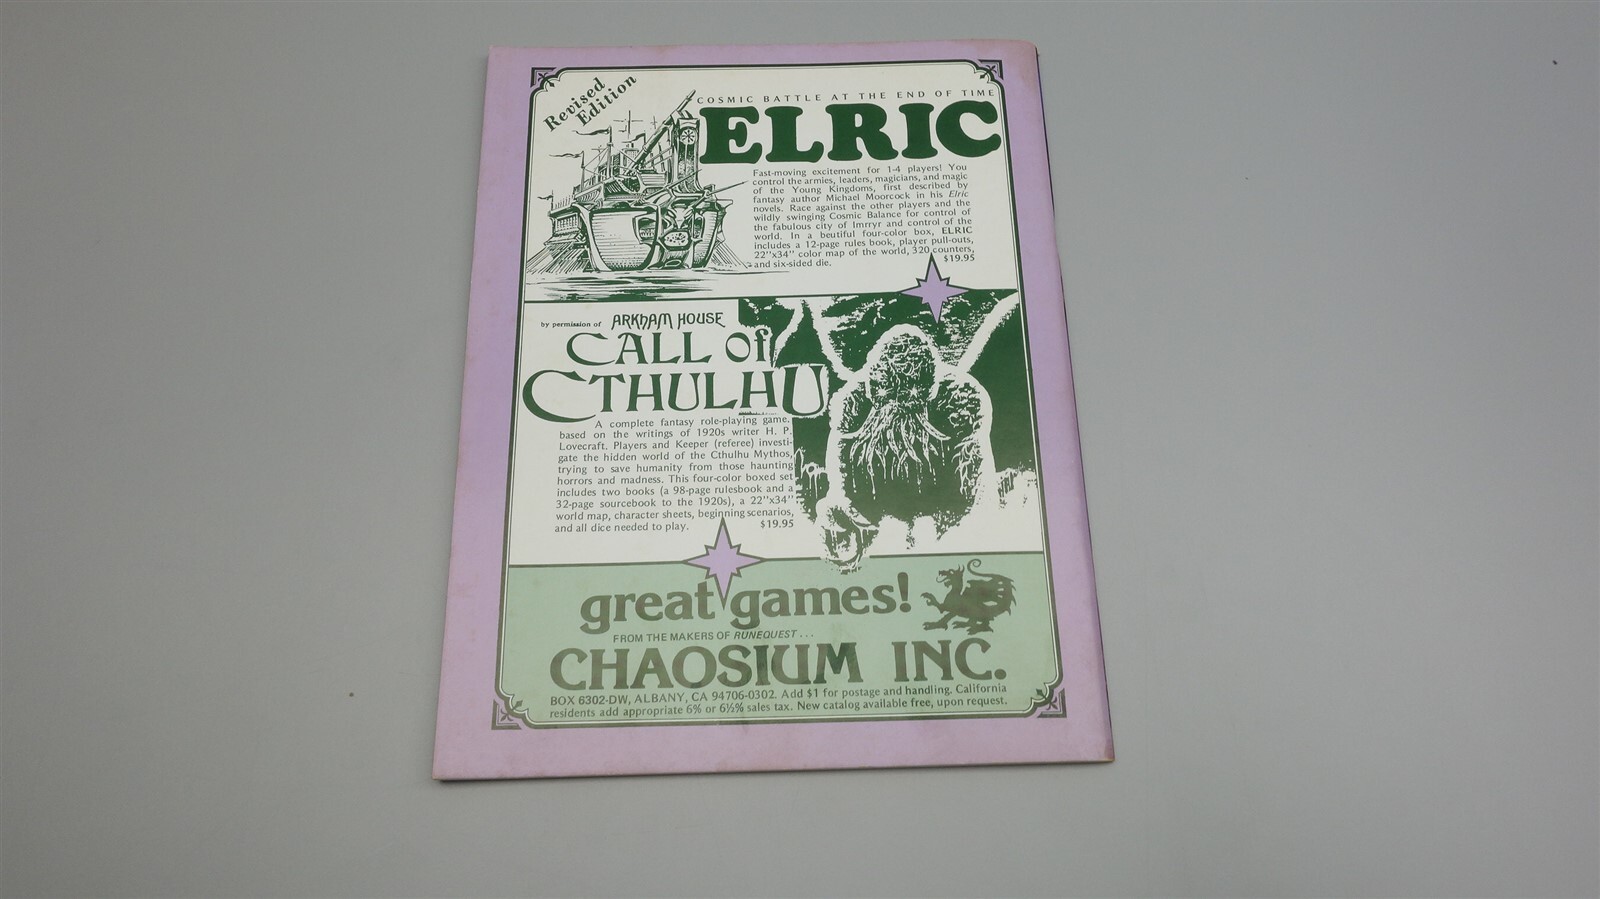 Revised
Edition
COSMIC BATTLE AT THE END OF TIME
ELRIC
Fast-moving excitement for 1-4 players! You
control the armies, leaders, magicians, and magic
of the Young Kingdoms, first described by
fantasy author Michael Moorcock in his Elric
novels. Race against the other players and the
wildly swinging Cosmic Balance for control of
the fabulous city of Imrryr and control of the
world. In a beutiful four-color box, ELRIC
includes a 12-page rules book, player pull-outs,
22"x34" color map of the world, 320 counters,
and six-sided die. $19.95
by permission of ARKHAM HOUSE
CALL of
CTHULHU
A complete fantasy role-playing game.
based on the writings of 1920s writer H. P.
Lovecraft. Players and Keeper (referee) investi-
gate the hidden world of the Cthulhu Mythos,
trying to save humanity from those haunting
horrors and madness. This four-color boxed set
includes two books (a 98-page rulesbook and a
32-page sourcebook to the 1920s), a 22"x34"
world map, character sheets, beginning scenarios,
and all dice needed to play. $19.95
great games!
FROM THE MAKERS OF RUNEQUEST...
CHAOSIUM INC.
BOX 6302-DW, ALBANY, CA 94706-0302. Add $1 for postage and handling. California
residents add appropriate 6% or 6½% sales tax. New catalog available free, upon request.